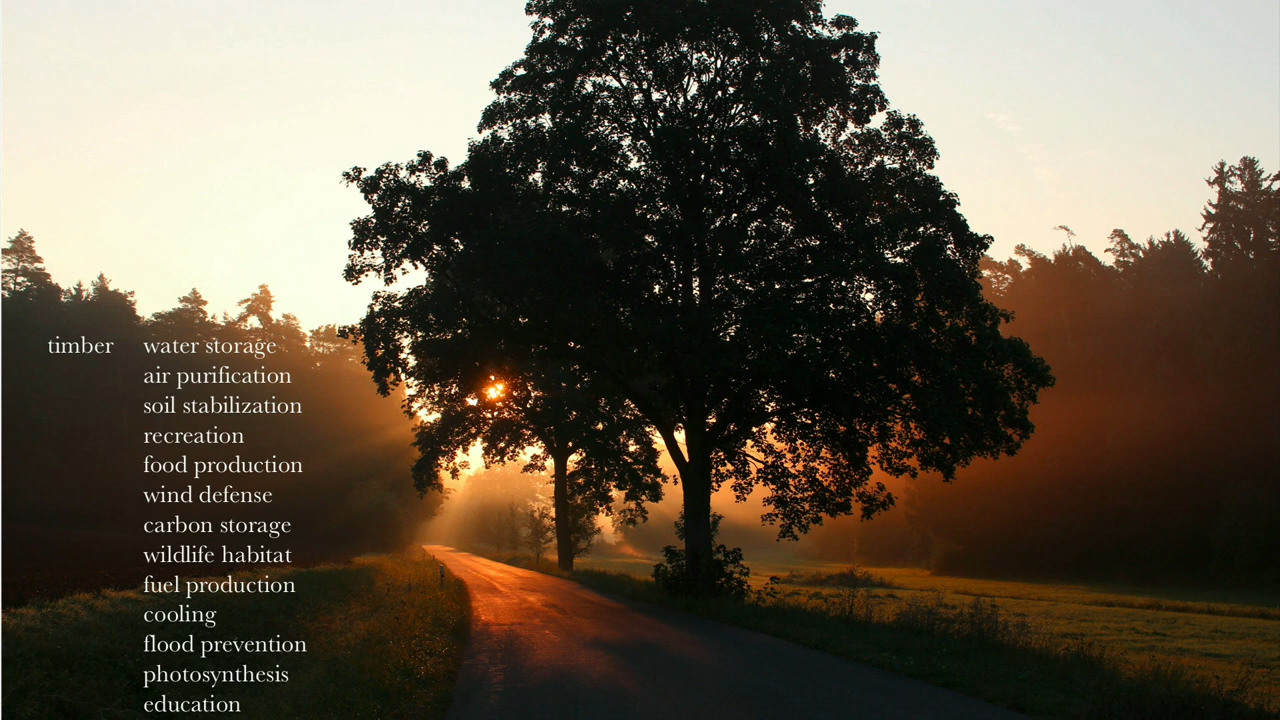 timber water storage
air purification
soil stabilization
recreation
food production
wind defense
carbon storage
wildlife habitat
fuel production
cooling
flood prevention
photosynthesis
education